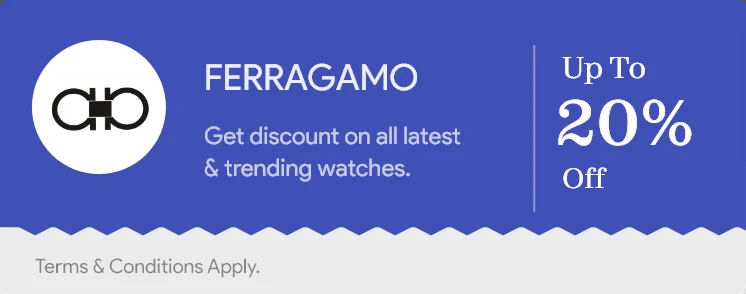 FERRAGAMO
Get discount on all latest
& trending watches.
Up To
20%
Off
Terms & Conditions Apply.